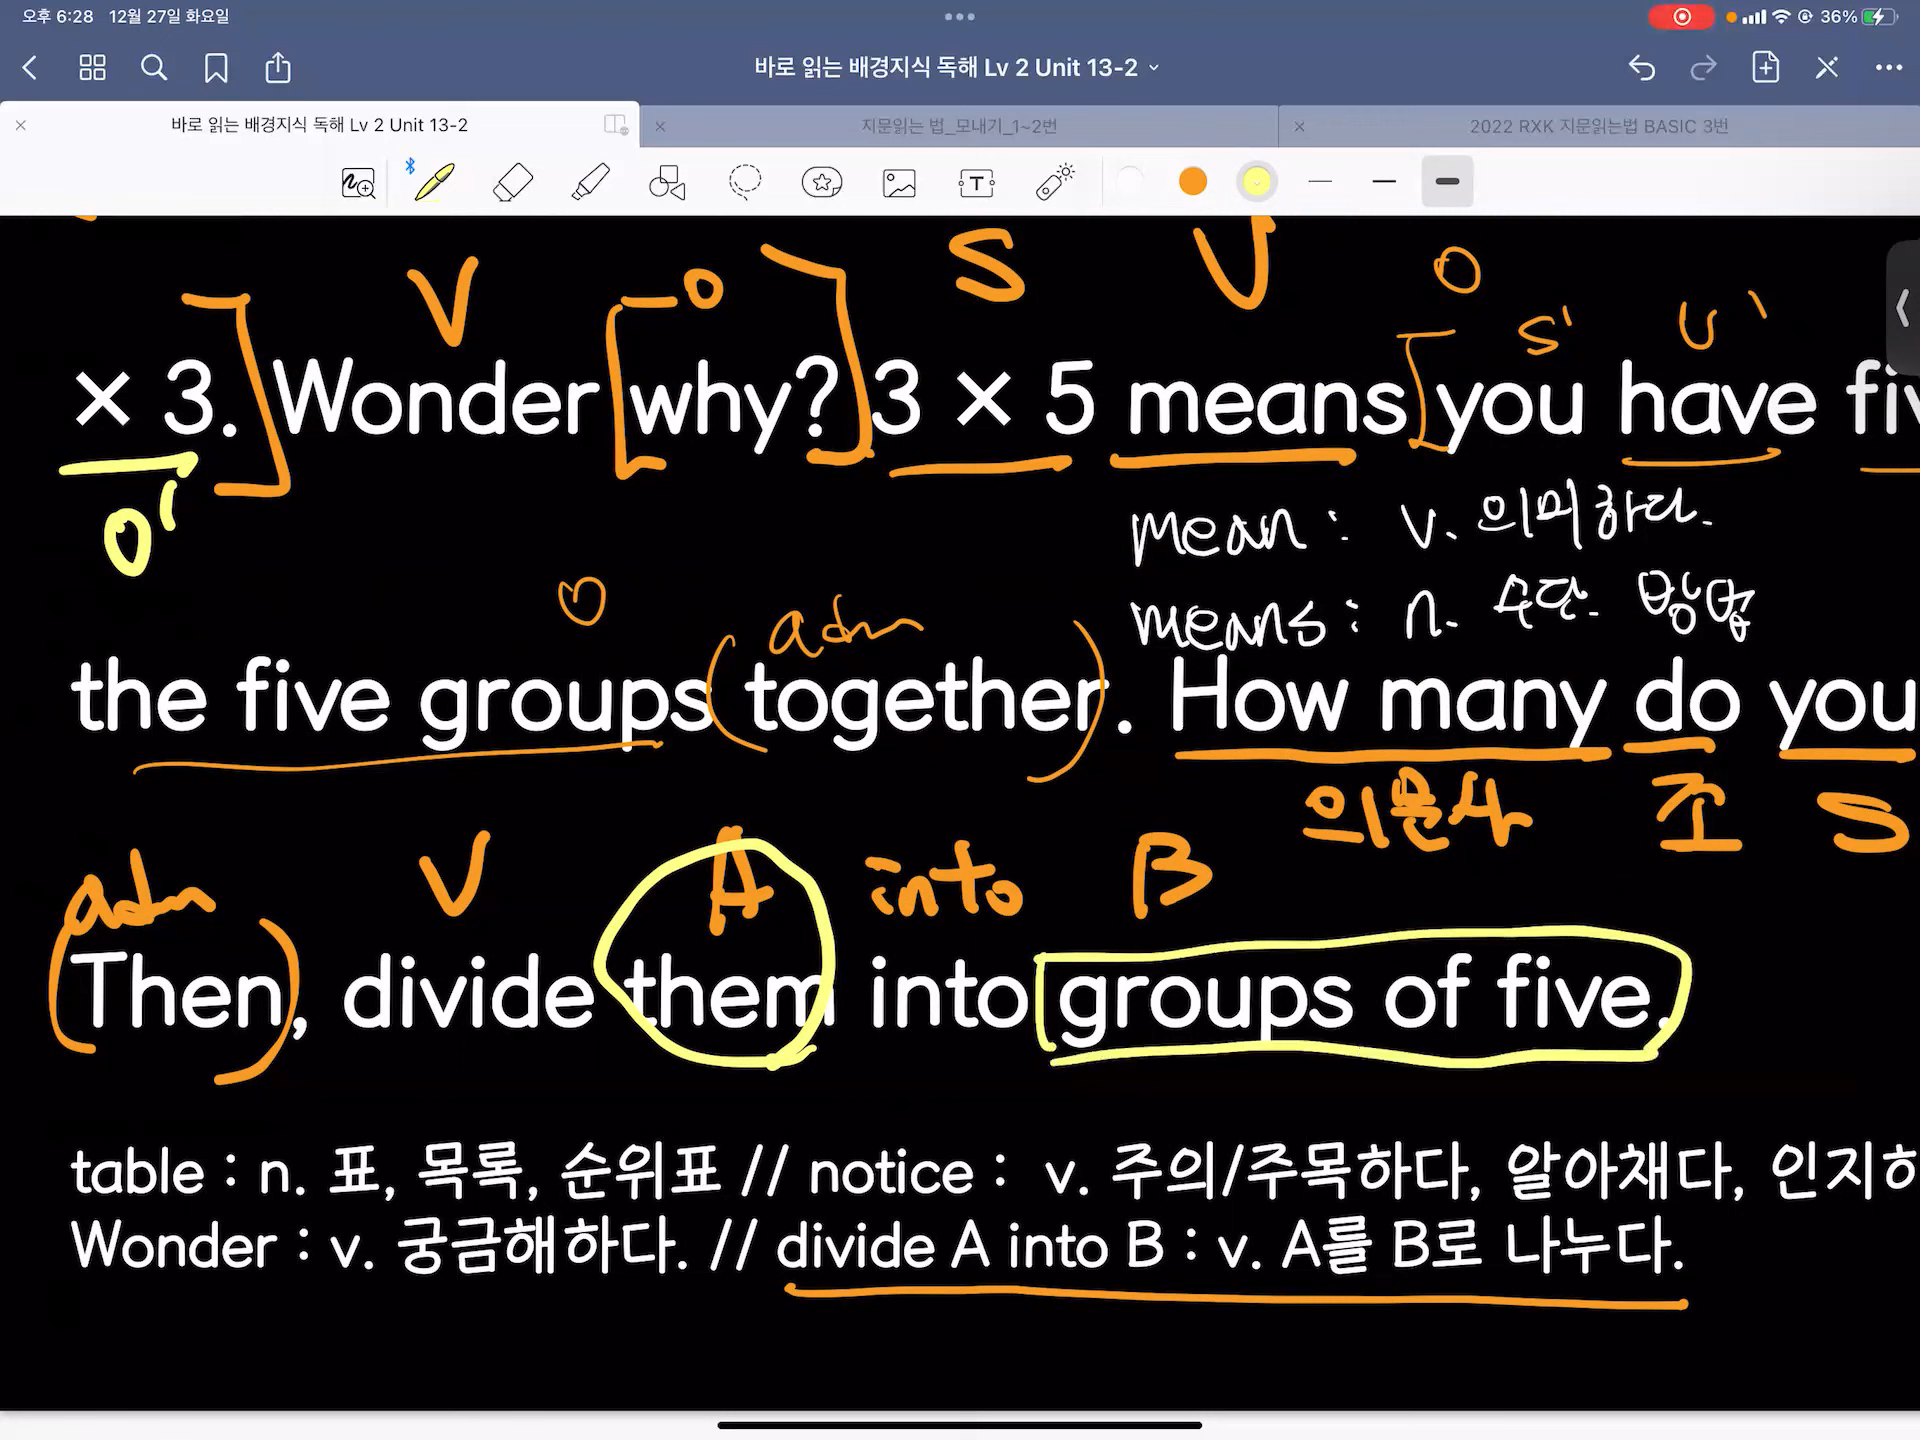 오후 6:28 12월 27일 화요일 36%
바로 읽는 배경지식 독해 Lv 2 Unit 13-2
바로 읽는 배경지식 독해 Lv 2 Unit 13-2 지문읽는 법_모내기_1~2번 2022 RXK 지문읽는법 BASIC 3번
V O S V O S' V'
× 3. Wonder why? 3 × 5 means you have fiv
O'
mean : v. 의미하다.
means : n. 수단. 방법
O adv
the five groups together. How many do you
의문사 조 S
adv V A into B
Then, divide them into groups of five.
table : n. 표, 목록, 순위표 // notice : v. 주의/주목하다, 알아채다, 인지하
Wonder : v. 궁금해하다. // divide A into B : v. A를 B로 나누다.